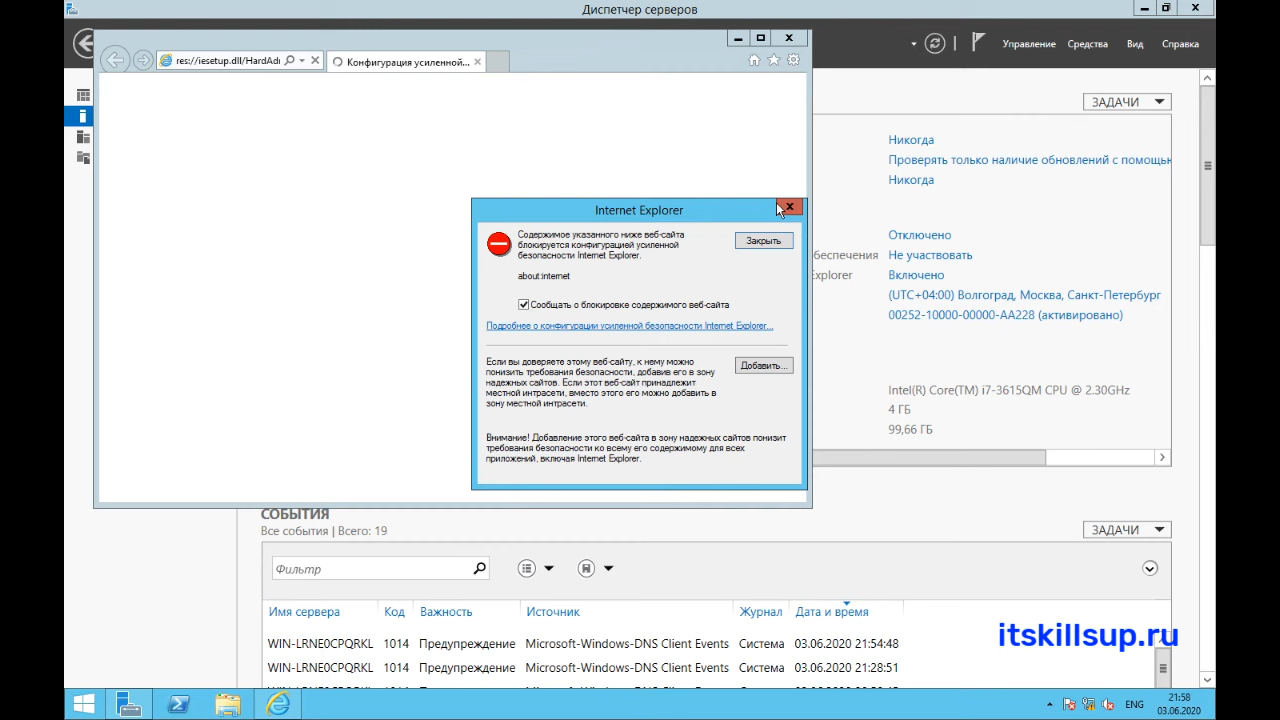 Диспетчер серверов
Управление Средства Вид Справка
res://iesetup.dll/HardAdı
Конфигурация усиленной...
ЗАДАЧИ
Никогда
Проверять только наличие обновлений с помощью
Никогда
Internet Explorer
Содержимое указанного ниже веб-сайта
блокируется конфигурацией усиленной
безопасности Internet Explorer.
Закрыть
about:internet
Сообщать о блокировке содержимого веб-сайта
Подробнее о конфигурации усиленной безопасности Internet Explorer...
Если вы доверяете этому веб-сайту, к нему можно
понизить требования безопасности, добавив его в зону
надежных сайтов. Если этот веб-сайт принадлежит
местной интрасети, вместо этого его можно добавить в
зону местной интрасети.
Добавить...
Внимание! Добавление этого веб-сайта в зону надежных сайтов понизит
требования безопасности ко всему его содержимому для всех
приложений, включая Internet Explorer.
Отключено
беспечения Не участвовать
xplorer Включено
(UTC+04:00) Волгоград, Москва, Санкт-Петербург
00252-10000-00000-AA228 (активировано)
Intel(R) Core(TM) i7-3615QM CPU @ 2.30GHz
4 ГБ
99,66 ГБ
СОБЫТИЯ
Все события | Всего: 19
ЗАДАЧИ
Фильтр
Имя сервера Код Важность Источник Журнал Дата и время
WIN-LRNE0CPQRKL 1014 Предупреждение Microsoft-Windows-DNS Client Events Система 03.06.2020 21:54:48
WIN-LRNE0CPQRKL 1014 Предупреждение Microsoft-Windows-DNS Client Events Система 03.06.2020 21:28:51
itskillsup.ru
ENG
21:58
03.06.2020